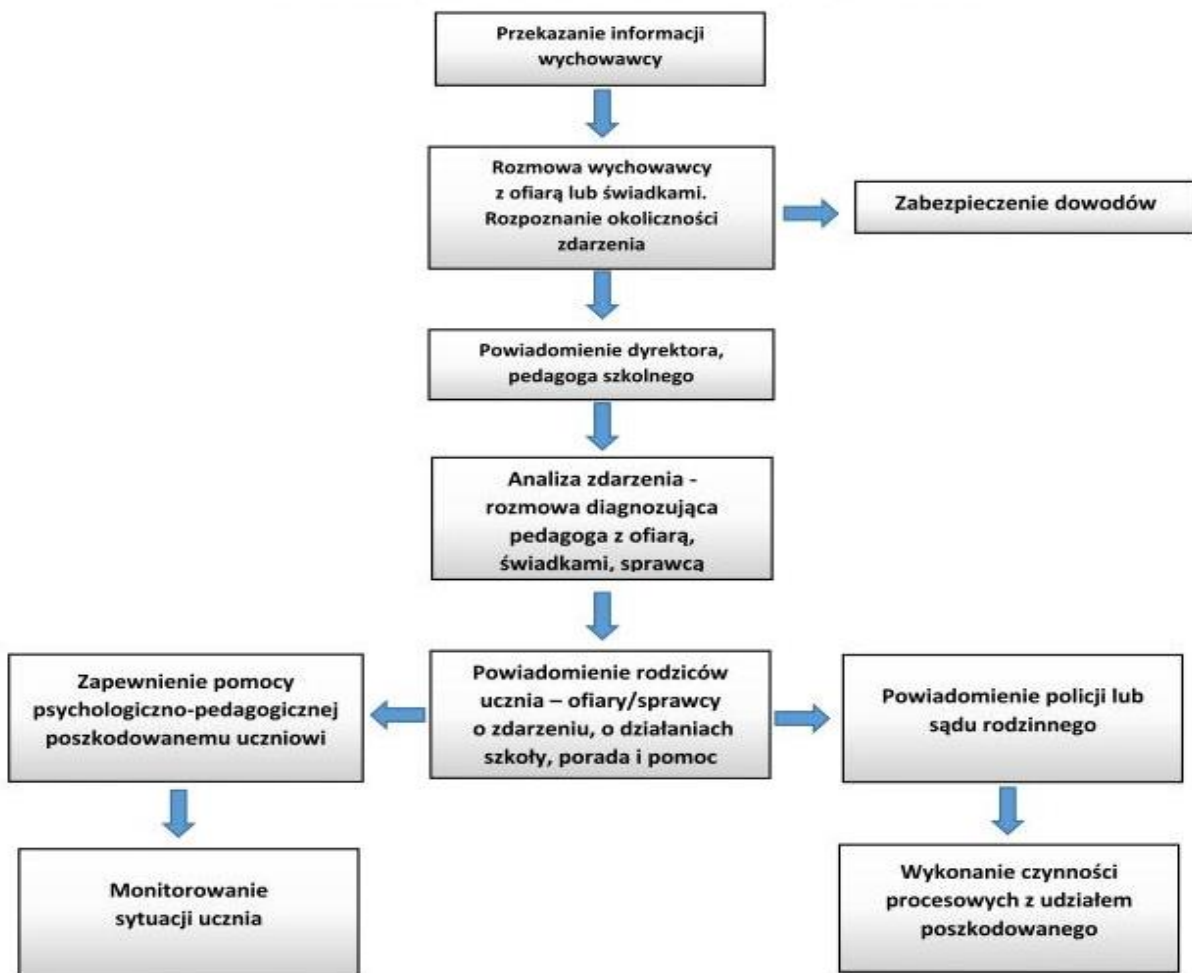 Przekazanie informacji
wychowawcy
Rozmowa wychowawcy
z ofiarą lub świadkami.
Rozpoznanie okoliczności
zdarzenia
Zabezpieczenie dowodów
Powiadomienie dyrektora,
pedagoga szkolnego
Analiza zdarzenia -
rozmowa diagnozująca
pedagoga z ofiarą,
świadkami, sprawcą
Zapewnienie pomocy
psychologiczno-pedagogicznej
poszkodowanemu uczniowi
Powiadomienie rodziców
ucznia – ofiary/sprawcy
o zdarzeniu, o działaniach
szkoły, porada i pomoc
Powiadomienie policji lub
sądu rodzinnego
Monitorowanie
sytuacji ucznia
Wykonanie czynności
procesowych z udziałem
poszkodowanego